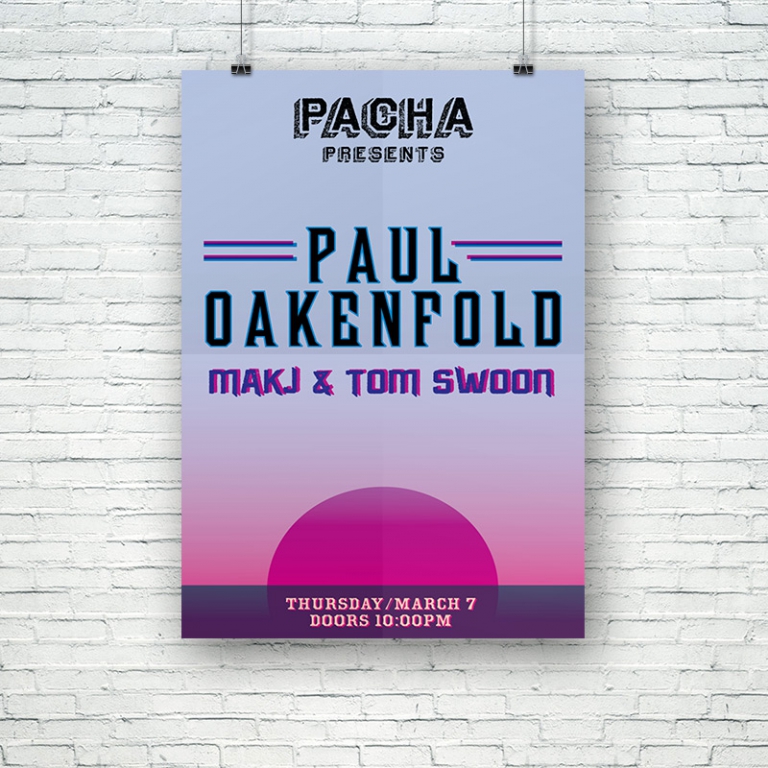 PACHA
PRESENTS
PAUL
OAKENFOLD
MAKJ & TOM SWOON
THURSDAY/MARCH 7
DOORS 10:00PM